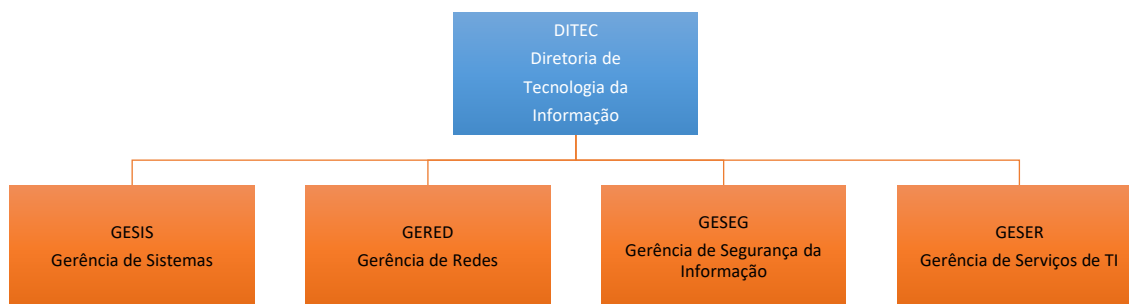 DITEC
Diretoria de
Tecnologia da
Informação
GESIS
Gerência de Sistemas
GERED
Gerência de Redes
GESEG
Gerência de Segurança da
Informação
GESER
Gerência de Serviços de TI